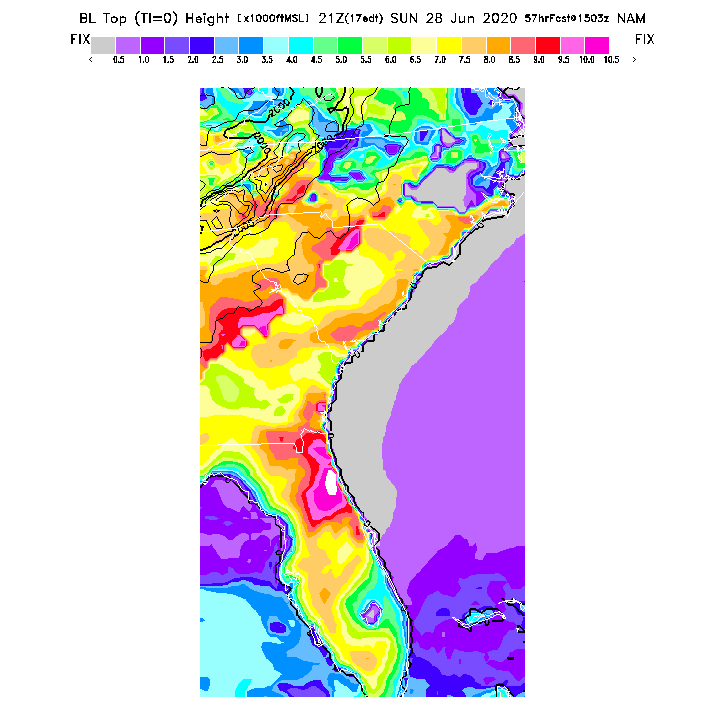 BL Top (TI=0) Height [x1000ftMSL] 21Z(17edt) SUN 28 Jun 2020 57hrFcst@1503z NAM
FIX FIX
< 0.5 1.0 1.5 2.0 2.5 3.0 3.5 4.0 4.5 5.0 5.5 6.0 6.5 7.0 7.5 8.0 8.5 9.0 9.5 10.0 10.5 >
2000